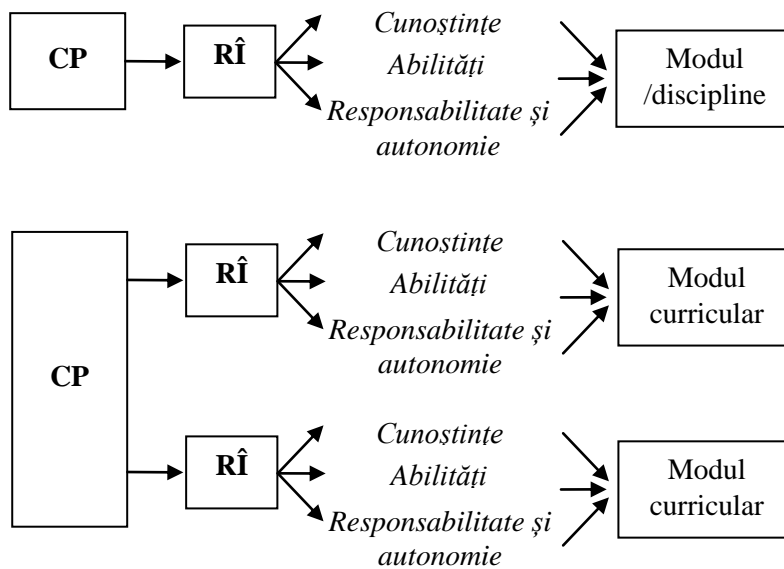 CP
RÎ
Cunoștințe
Abilități
Responsabilitate și
autonomie
Modul
/discipline
CP
RÎ
Cunoștințe
Abilități
Responsabilitate și
autonomie
Modul
curricular
RÎ
Cunoștințe
Abilități
Responsabilitate și
autonomie
Modul
curricular